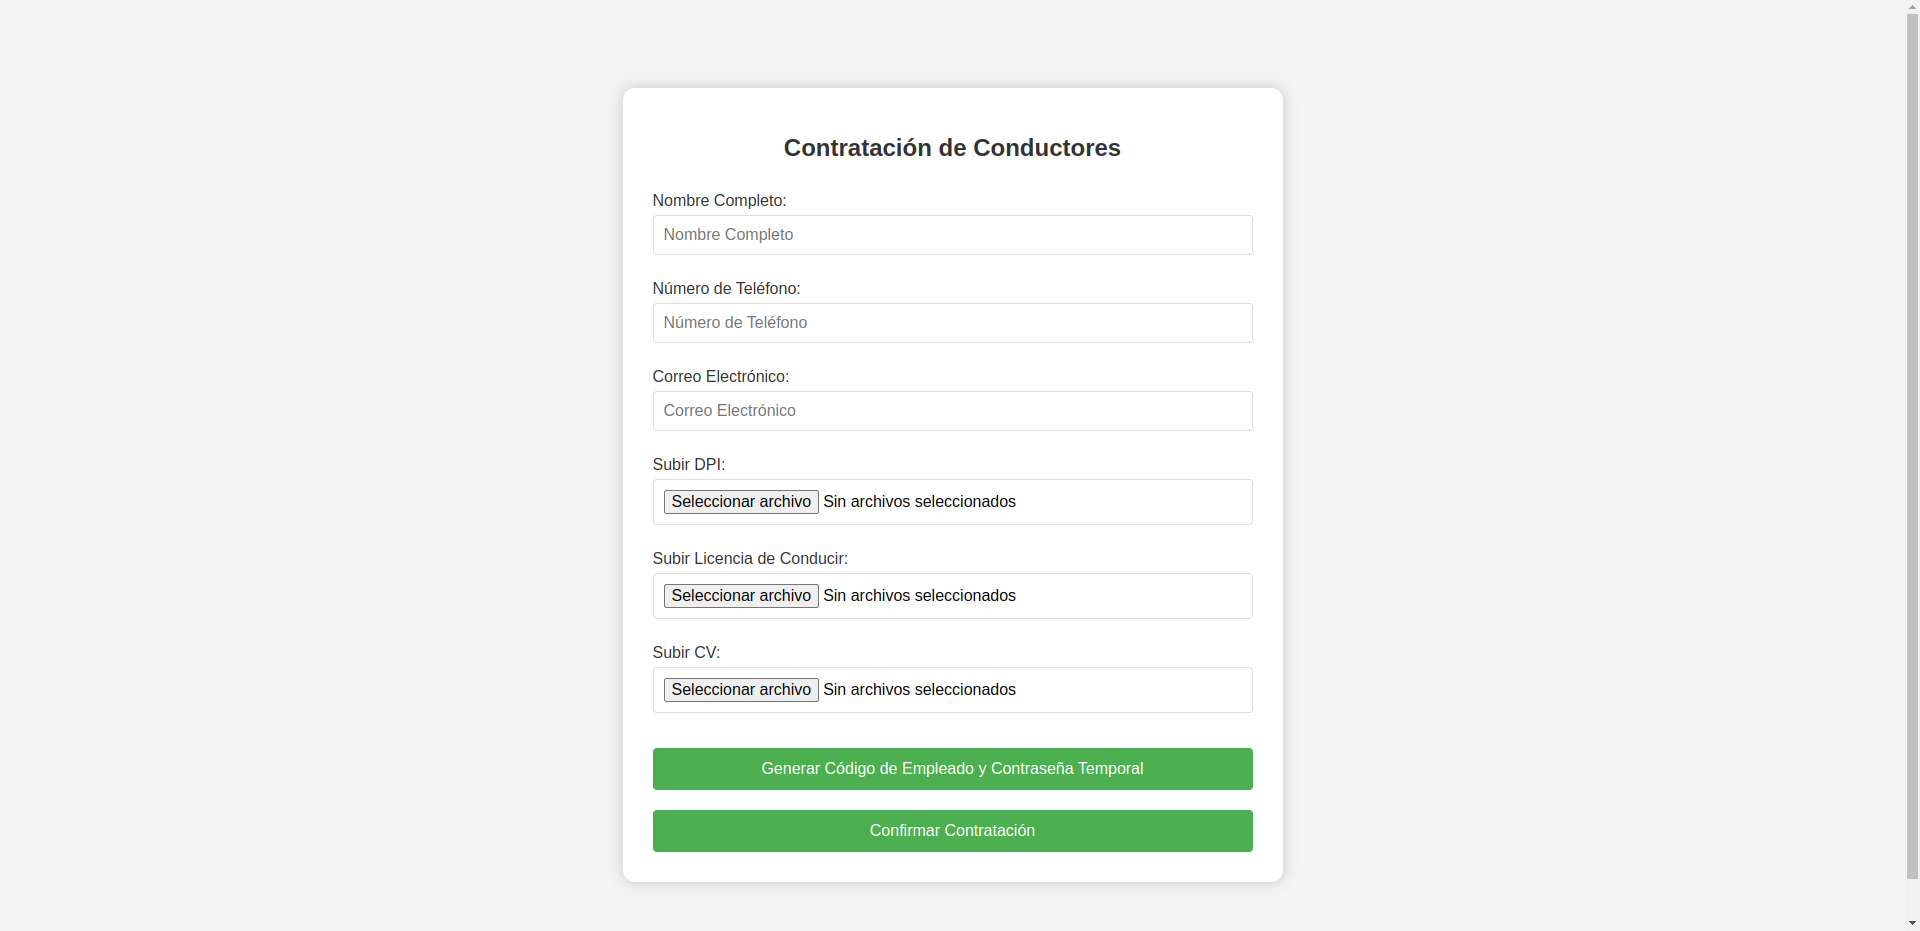 Contratación de Conductores
Nombre Completo:
Nombre Completo
Número de Teléfono:
Número de Teléfono
Correo Electrónico:
Correo Electrónico
Subir DPI:
Seleccionar archivo Sin archivos seleccionados
Subir Licencia de Conducir:
Seleccionar archivo Sin archivos seleccionados
Subir CV:
Seleccionar archivo Sin archivos seleccionados
Generar Código de Empleado y Contraseña Temporal
Confirmar Contratación